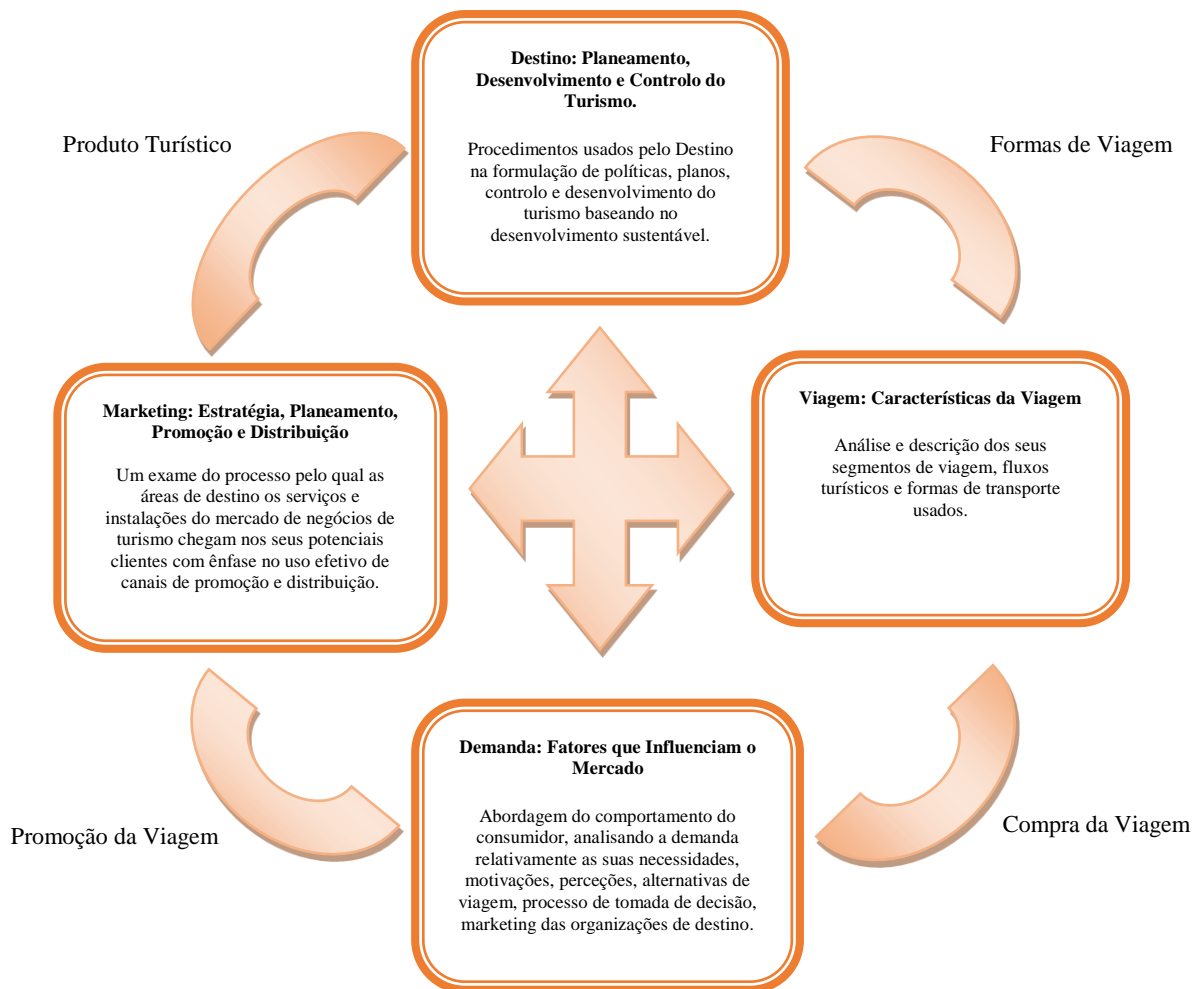 Destino: Planeamento,
Desenvolvimento e Controlo do
Turismo.
Procedimentos usados pelo Destino
na formulação de políticas, planos,
controlo e desenvolvimento do
turismo baseando no
desenvolvimento sustentável.
Produto Turístico
Formas de Viagem
Marketing: Estratégia, Planeamento,
Promoção e Distribuição
Um exame do processo pelo qual as
áreas de destino os serviços e
instalações do mercado de negócios de
turismo chegam nos seus potenciais
clientes com ênfase no uso efetivo de
canais de promoção e distribuição.
Viagem: Características da Viagem
Análise e descrição dos seus
segmentos de viagem, fluxos
turísticos e formas de transporte
usados.
Demanda: Fatores que Influenciam o
Mercado
Abordagem do comportamento do
consumidor, analisando a demanda
relativamente as suas necessidades,
motivações, perceções, alternativas de
viagem, processo de tomada de decisão,
marketing das organizações de destino.
Promoção da Viagem
Compra da Viagem